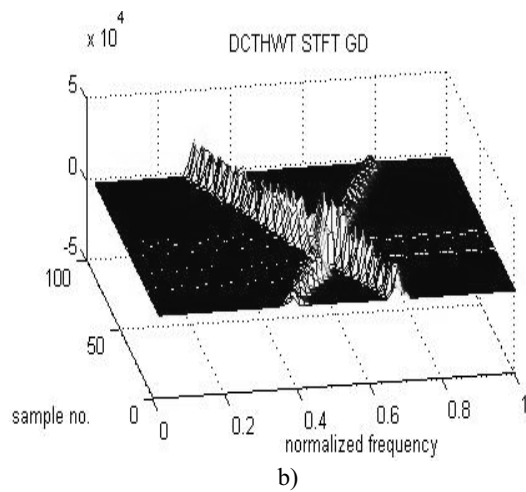 x 10^4
DCTHWT STFT GD
5
0
-5
100
50
0
sample no.
0
0.2
0.4
0.6
0.8
1
normalized frequency
b)